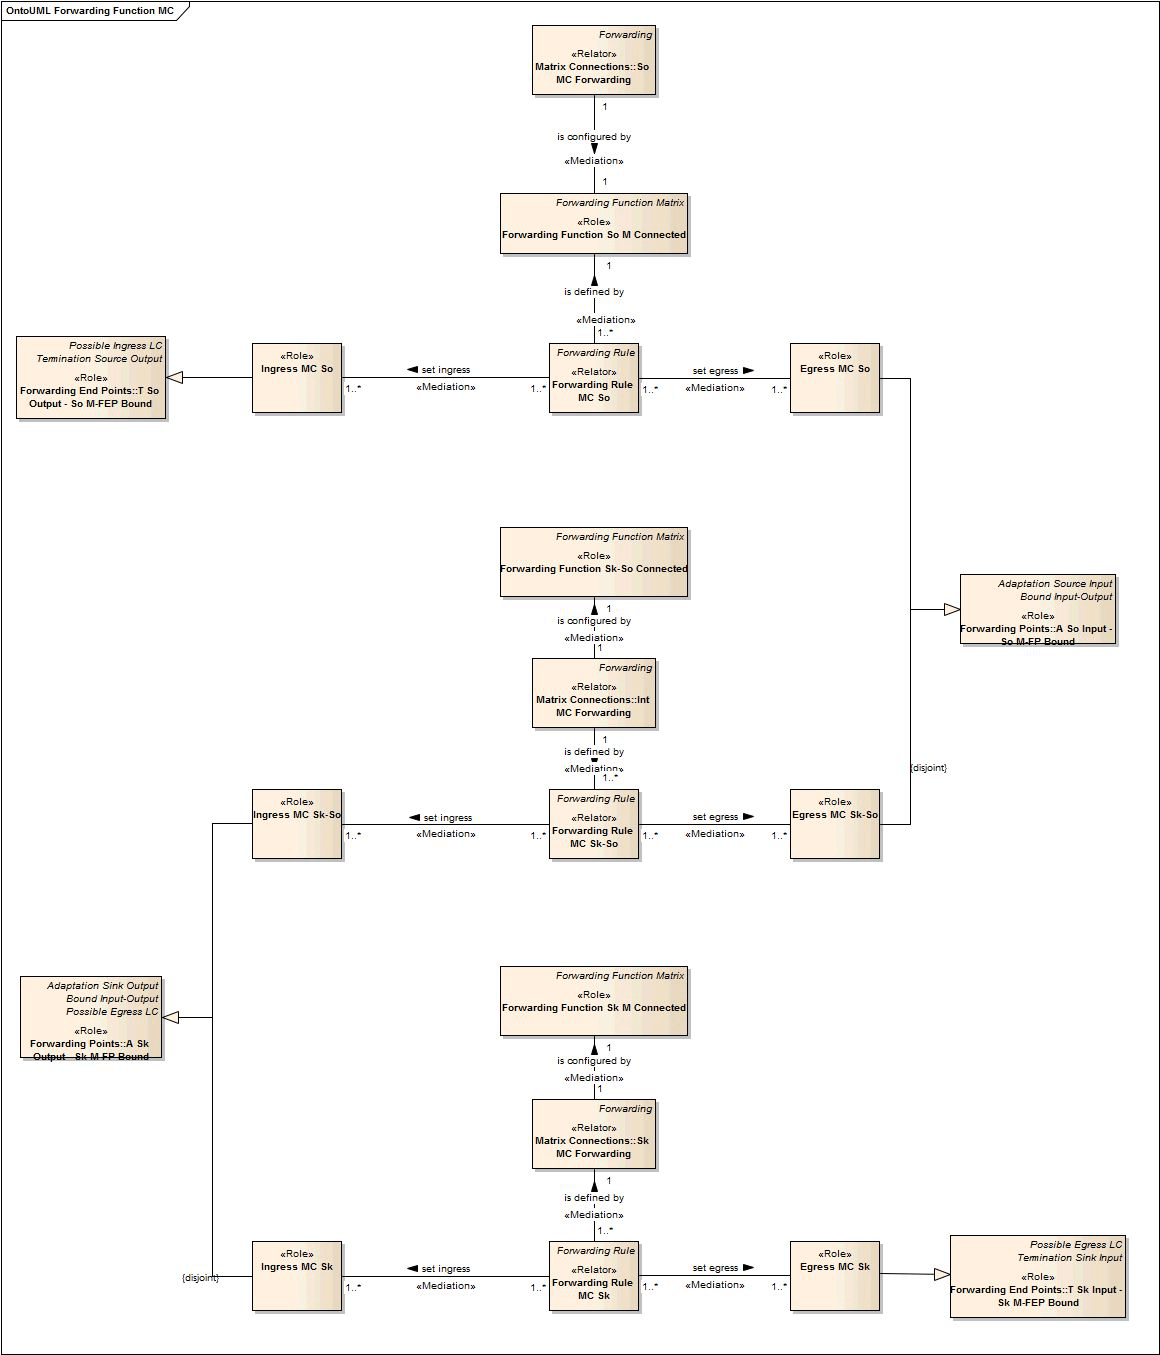 OntoUML Forwarding Function MC
Forwarding
«Relator»
Matrix Connections::So
MC Forwarding
1
is configured by
«Mediation»
1
Forwarding Function Matrix
«Role»
Forwarding Function So M Connected
1
is defined by
«Mediation»
1..*
Possible Ingress LC
Termination Source Output
«Role»
Forwarding End Points::T So
Output - So M-FEP Bound
«Role»
Ingress MC So
set ingress
«Mediation»
1..*
1..*
Forwarding Rule
«Relator»
Forwarding Rule
MC So
set egress
«Mediation»
1..*
1..*
«Role»
Egress MC So
Forwarding Function Matrix
«Role»
Forwarding Function Sk-So Connected
1
is configured by
«Mediation»
1
Adaptation Source Input
Bound Input-Output
«Role»
Forwarding Points::A So Input -
So M-FP Bound
Forwarding
«Relator»
Matrix Connections::Int
MC Forwarding
1
is defined by
«Mediation»
1..*
{disjoint}
«Role»
Ingress MC Sk-So
set ingress
«Mediation»
1..*
1..*
Forwarding Rule
«Relator»
Forwarding Rule
MC Sk-So
set egress
«Mediation»
1..*
1..*
«Role»
Egress MC Sk-So
Adaptation Sink Output
Bound Input-Output
Possible Egress LC
«Role»
Forwarding Points::A Sk
Output - Sk M-FP Bound
Forwarding Function Matrix
«Role»
Forwarding Function Sk M Connected
1
is configured by
«Mediation»
1
Forwarding
«Relator»
Matrix Connections::Sk
MC Forwarding
1
is defined by
«Mediation»
1..*
{disjoint}
«Role»
Ingress MC Sk
set ingress
«Mediation»
1..*
1..*
Forwarding Rule
«Relator»
Forwarding Rule
MC Sk
set egress
«Mediation»
1..*
1..*
«Role»
Egress MC Sk
Possible Egress LC
Termination Sink Input
«Role»
Forwarding End Points::T Sk Input -
Sk M-FEP Bound